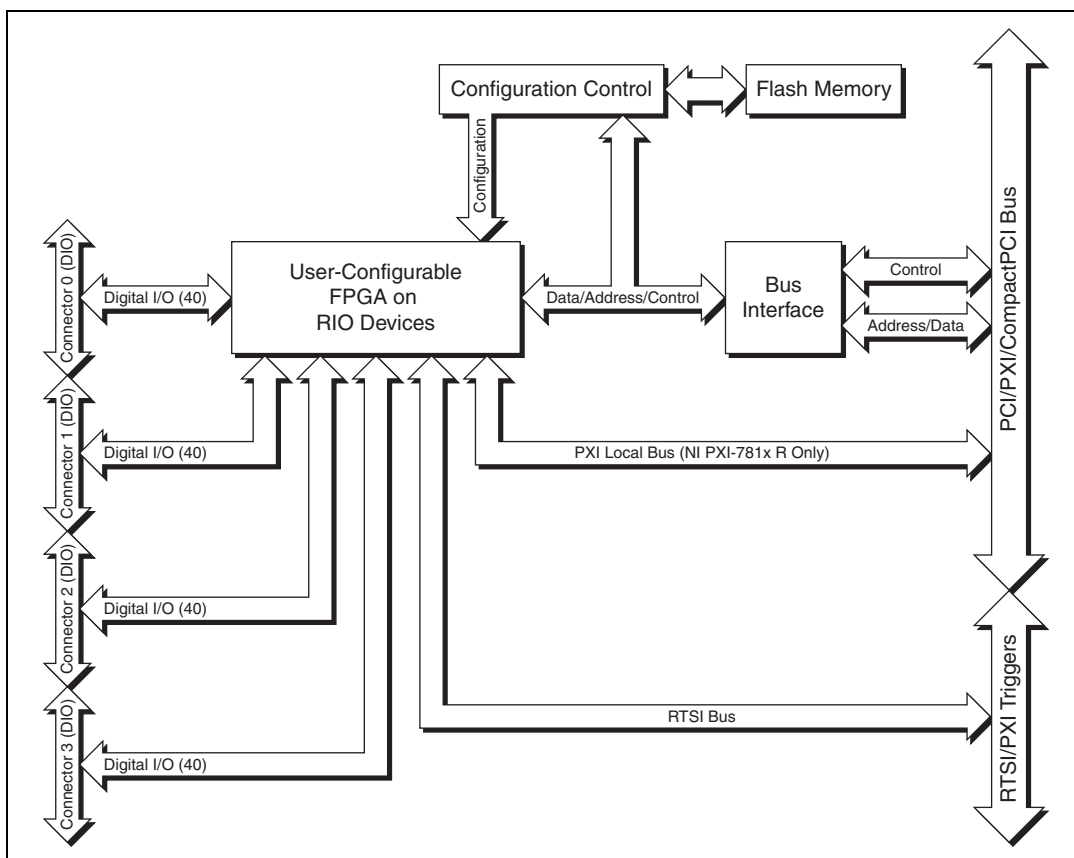 Configuration Control
Flash Memory
Configuration
User-Configurable
FPGA on
RIO Devices
Data/Address/Control
Bus
Interface
Control
Address/Data
PCI/PXI/CompactPCI Bus
Connector 0 (DIO)
Digital I/O (40)
Connector 1 (DIO)
Digital I/O (40)
PXI Local Bus (NI PXI-781x R Only)
Connector 2 (DIO)
Digital I/O (40)
RTSI Bus
RTSI/PXI Triggers
Connector 3 (DIO)
Digital I/O (40)